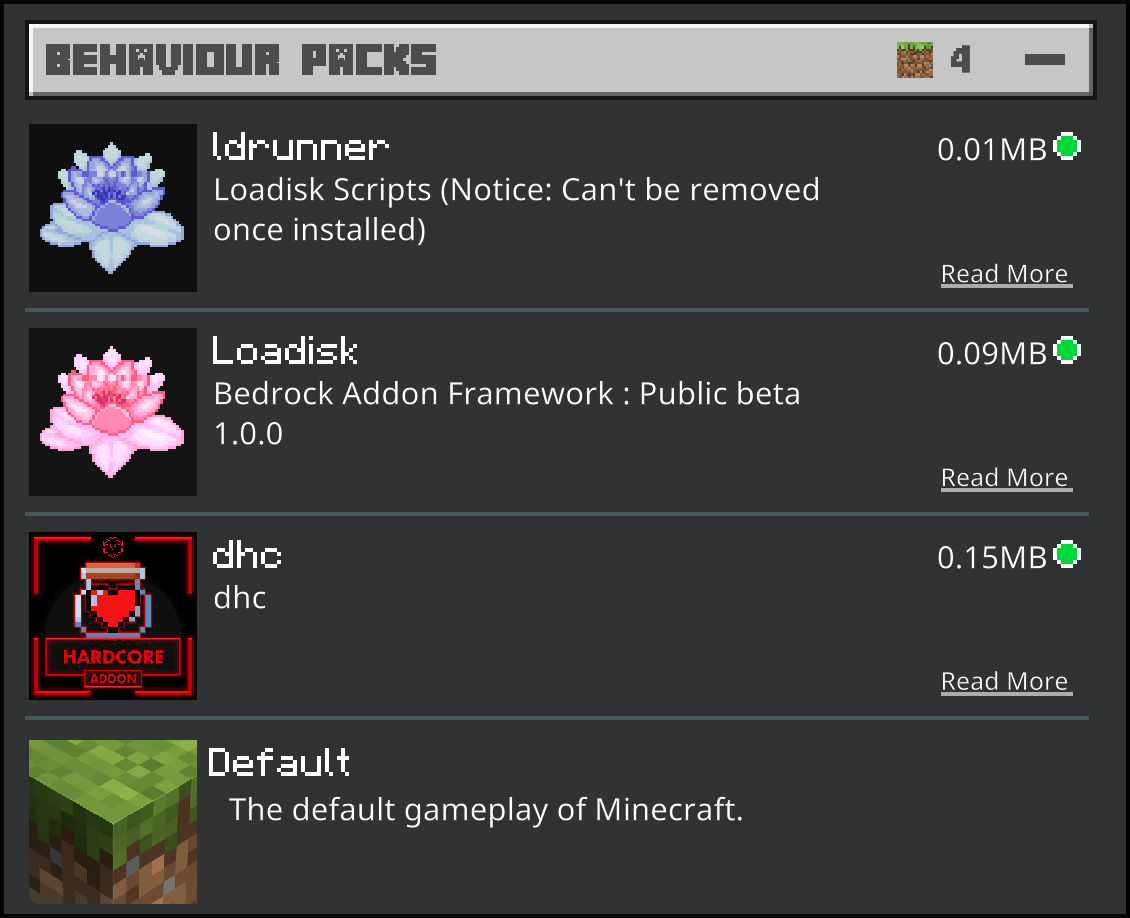 BEHAVIOUR PACKS 4
ldrunner 0.01MB
Loadisk Scripts (Notice: Can't be removed
once installed)
Read More
Loadisk 0.09MB
Bedrock Addon Framework : Public beta
1.0.0
Read More
dhc 0.15MB
dhc
HARDCORE
ADDON
Read More
Default
The default gameplay of Minecraft.